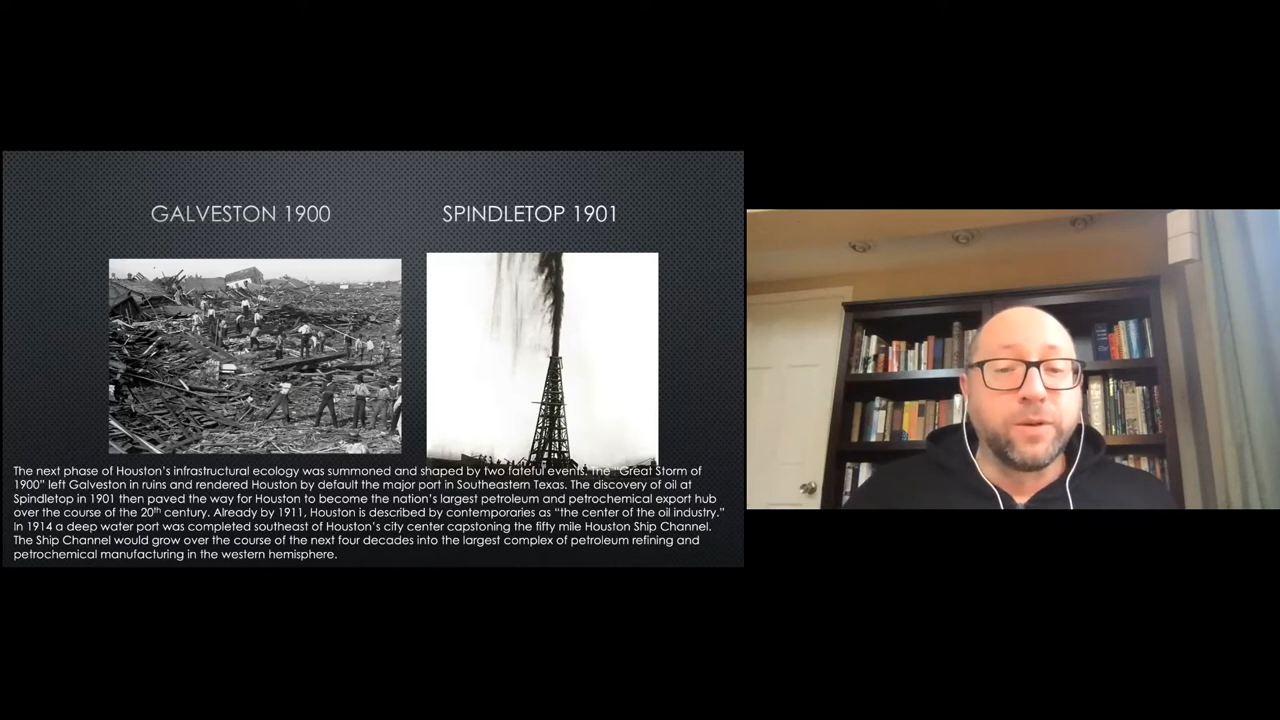 GALVESTON 1900
SPINDLETOP 1901
The next phase of Houston's infrastructural ecology was summoned and shaped by two fateful events. The "Great Storm of
1900" left Galveston in ruins and rendered Houston by default the major port in Southeastern Texas. The discovery of oil at
Spindletop in 1901 then paved the way for Houston to become the nation's largest petroleum and petrochemical export hub
over the course of the 20th century. Already by 1911, Houston is described by contemporaries as "the center of the oil industry."
In 1914 a deep water port was completed southeast of Houston's city center capstoning the fifty mile Houston Ship Channel.
The Ship Channel would grow over the course of the next four decades into the largest complex of petroleum refining and
petrochemical manufacturing in the western hemisphere.